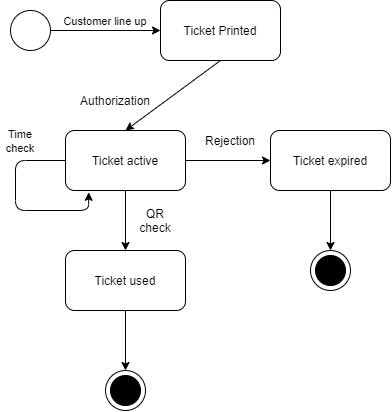 Customer line up
Ticket Printed
Authorization
Time
check
Ticket active
Rejection
Ticket expired
QR
check
Ticket used